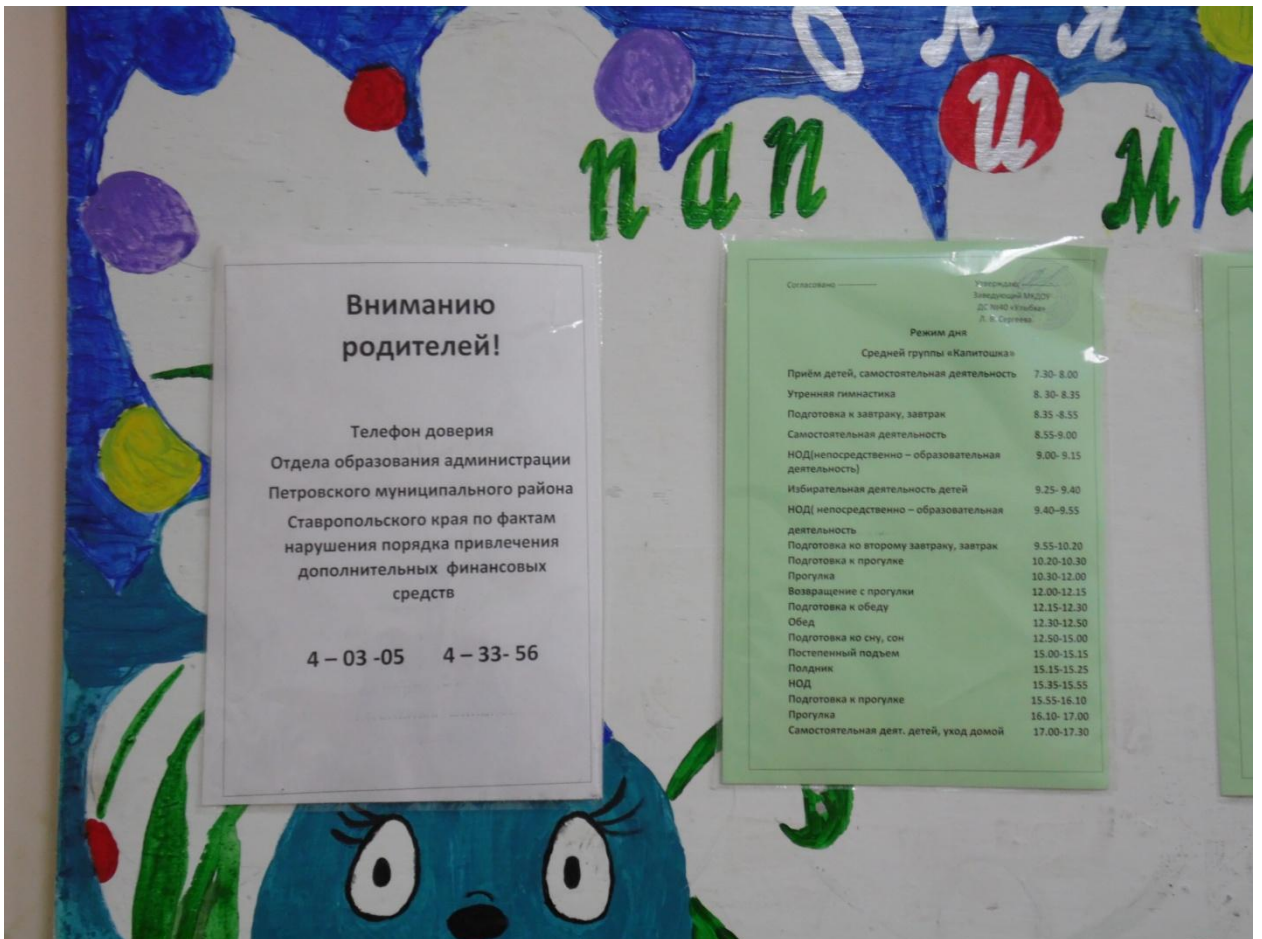 для
пап и ма
Вниманию
родителей!
Телефон доверия
Отдела образования администрации
Петровского муниципального района
Ставропольского края по фактам
нарушения порядка привлечения
дополнительных финансовых
средств
4 – 03 -05 4 – 33- 56
Согласовано ————
Утверждаю
Заведующий МКДОУ
ДС №40 «Улыбка»
Л. В. Сергеева
Режим дня
Средней группы «Капитошка»
Приём детей, самостоятельная деятельность 7.30- 8.00
Утренняя гимнастика 8. 30- 8.35
Подготовка к завтраку, завтрак 8.35 -8.55
Самостоятельная деятельность 8.55-9.00
НОД(непосредственно – образовательная 9.00- 9.15
деятельность)
Избирательная деятельность детей 9.25- 9.40
НОД( непосредственно – образовательная 9.40–9.55
деятельность
Подготовка ко второму завтраку, завтрак 9.55-10.20
Подготовка к прогулке 10.20-10.30
Прогулка 10.30-12.00
Возвращение с прогулки 12.00-12.15
Подготовка к обеду 12.15-12.30
Обед 12.30-12.50
Подготовка ко сну, сон 12.50-15.00
Постепенный подъем 15.00-15.15
Полдник 15.15-15.25
НОД 15.35-15.55
Подготовка к прогулке 15.55-16.10
Прогулка 16.10- 17.00
Самостоятельная деят. детей, уход домой 17.00-17.30